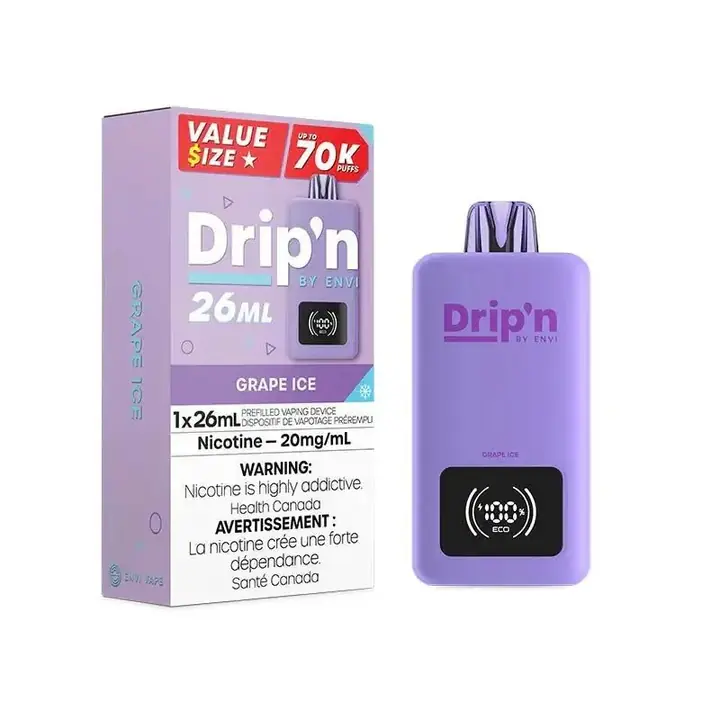 VALUE
$IZE ★
UP TO
70K
PUFFS
Drip'n
BY ENVI
26ML
100%
ECO
GRAPE ICE
1x26mL PREFILLED VAPING DEVICE
DISPOSITIF DE VAPOTAGE PRÉREMPLI
Nicotine – 20mg/mL
WARNING:
Nicotine is highly addictive.
Health Canada
AVERTISSEMENT :
La nicotine crée une forte
dépendance.
Santé Canada
GRAPE ICE
ENVI VAPE
Drip'n
BY ENVI
GRAPE ICE
100%
ECO